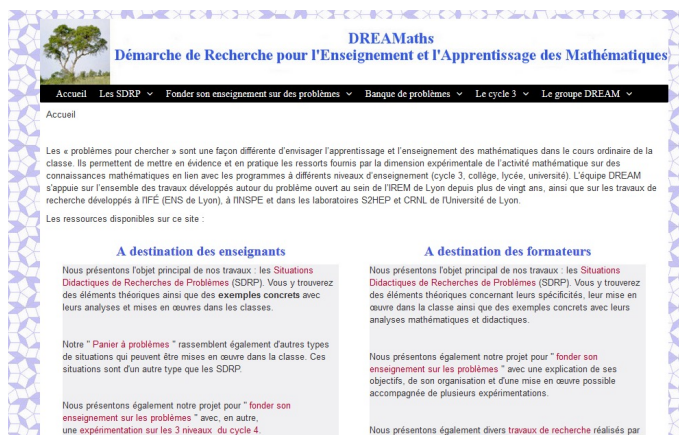 DREAMaths
Démarche de Recherche pour l'Enseignement et l'Apprentissage des Mathématiques
Accueil Les SDRP Fonder son enseignement sur des problèmes Banque de problèmes Le cycle 3 Le groupe DREAM
Accueil
Les « problèmes pour chercher » sont une façon différente d'envisager l'apprentissage et l'enseignement des mathématiques dans le cours ordinaire de la
classe. Ils permettent de mettre en évidence et en pratique les ressorts fournis par la dimension expérimentale de l'activité mathématique sur des
connaissances mathématiques en lien avec les programmes à différents niveaux d'enseignement (cycle 3, collège, lycée, université). L'équipe DREAM
s'appuie sur l'ensemble des travaux développés autour du problème ouvert au sein de l'IREM de Lyon depuis plus de vingt ans, ainsi que sur les travaux de
recherche développés à l'IFÉ (ENS de Lyon), à l'INSPE et dans les laboratoires S2HEP et CRNL de l'Université de Lyon.
Les ressources disponibles sur ce site :
A destination des enseignants
Nous présentons l'objet principal de nos travaux : les Situations
Didactiques de Recherches de Problèmes (SDRP). Vous y trouverez
des éléments théoriques ainsi que des exemples concrets avec
leurs analyses et mises en œuvres dans les classes.
Notre " Panier à problèmes " rassemblent également d'autres types
de situations qui peuvent être mises en œuvre dans la classe. Ces
situations sont d'un autre type que les SDRP.
Nous présentons également notre projet pour " fonder son
enseignement sur les problèmes " avec, en autre,
une expérimentation sur les 3 niveaux du cycle 4.
A destination des formateurs
Nous présentons l'objet principal de nos travaux : les Situations
Didactiques de Recherches de Problèmes (SDRP). Vous y trouverez
des éléments théoriques concernant leurs spécificités, leur mise en
œuvre dans la classe ainsi que des exemples concrets avec leurs
analyses mathématiques et didactiques.
Nous présentons également notre projet pour " fonder son
enseignement sur les problèmes " avec une explication de ses
objectifs, de son organisation et d'une mise en œuvre possible
accompagnée de plusieurs expérimentations.
Nous présentons également divers travaux de recherche réalisés par